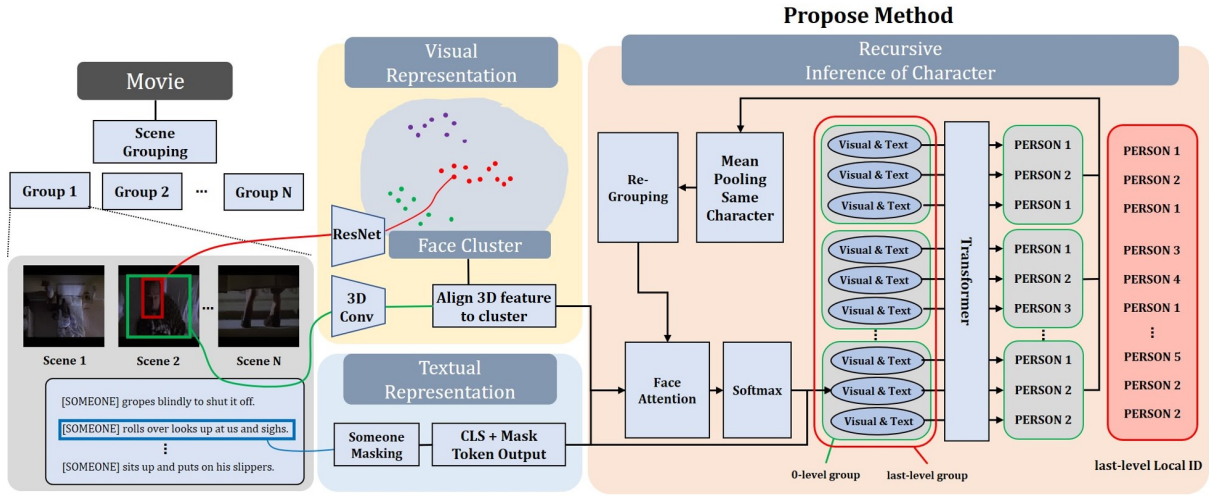 Propose Method
Movie
Scene
Grouping
Group 1
Group 2
...
Group N
Scene 1
Scene 2
...
Scene N
[SOMEONE] gropes blindly to shut it off.
[SOMEONE] rolls over looks up at us and sighs.
⋮
[SOMEONE] sits up and puts on his slippers.
Visual
Representation
ResNet
Face Cluster
3D
Conv
Align 3D feature
to cluster
Textual
Representation
Someone
Masking
CLS + Mask
Token Output
Recursive
Inference of Character
Re-
Grouping
Mean
Pooling
Same
Character
Face
Attention
Softmax
Visual & Text
Visual & Text
Visual & Text
Visual & Text
Visual & Text
Visual & Text
⋮
Visual & Text
Visual & Text
Visual & Text
Transformer
PERSON 1
PERSON 2
PERSON 1
PERSON 1
PERSON 2
PERSON 3
⋮
PERSON 1
PERSON 2
PERSON 2
PERSON 1
PERSON 2
PERSON 1
PERSON 3
PERSON 4
PERSON 1
⋮
PERSON 5
PERSON 2
PERSON 2
0-level group
last-level group
last-level Local ID